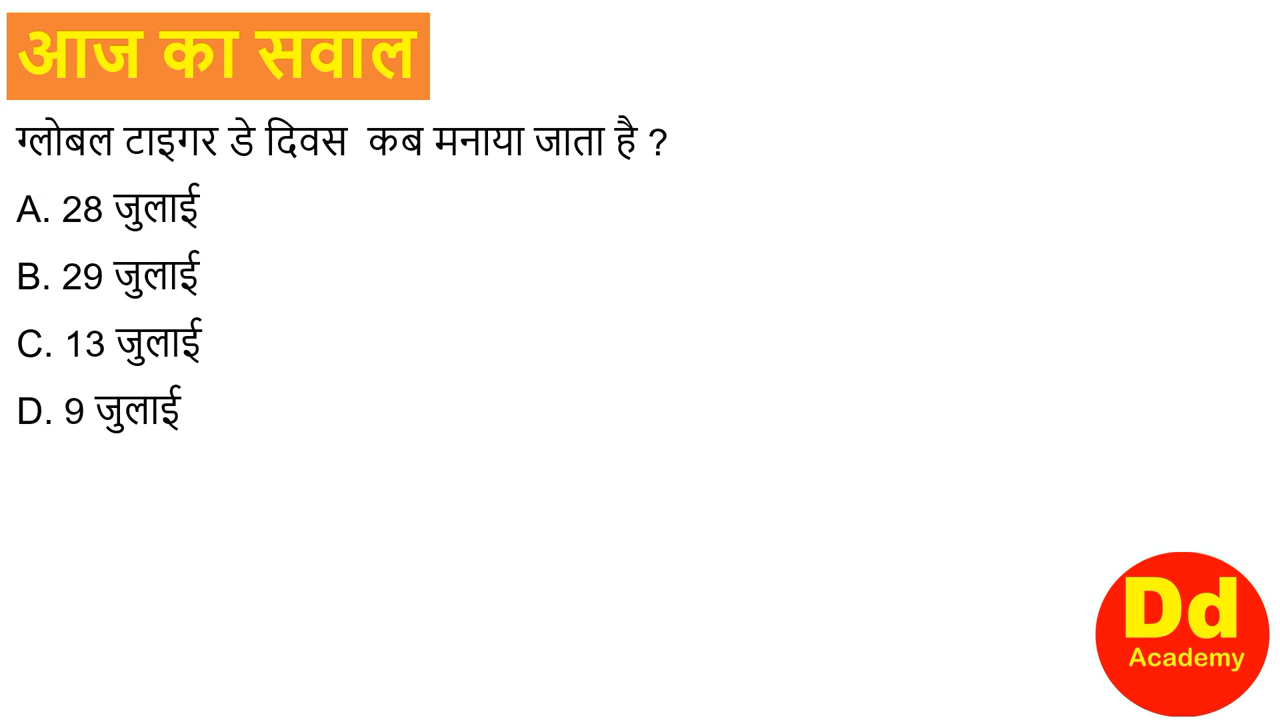 आज का सवाल
ग्लोबल टाइगर डे दिवस कब मनाया जाता है ?
A. 28 जुलाई
B. 29 जुलाई
C. 13 जुलाई
D. 9 जुलाई
Dd
Academy